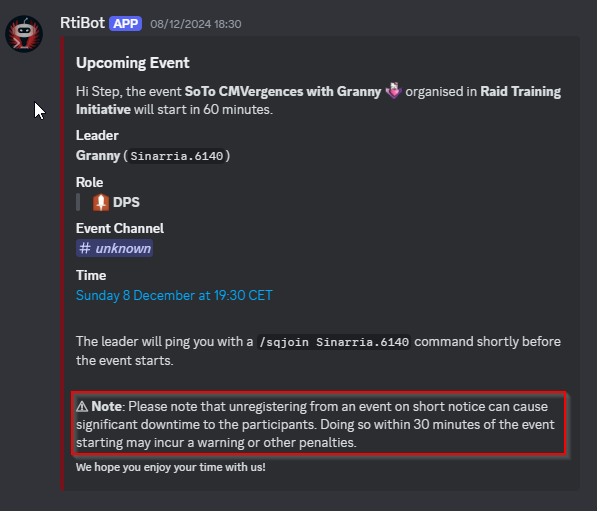 RtiBot APP 08/12/2024 18:30
Upcoming Event
Hi Step, the event SoTo CMVergences with Granny organised in Raid Training
Initiative will start in 60 minutes.
Leader
Granny (Sinarria.6140)
Role
DPS
Event Channel
# unknown
Time
Sunday 8 December at 19:30 CET
The leader will ping you with a /sqjoin Sinarria.6140 command shortly before
the event starts.
⚠ Note: Please note that unregistering from an event on short notice can cause
significant downtime to the participants. Doing so within 30 minutes of the event
starting may incur a warning or other penalties.
We hope you enjoy your time with us!